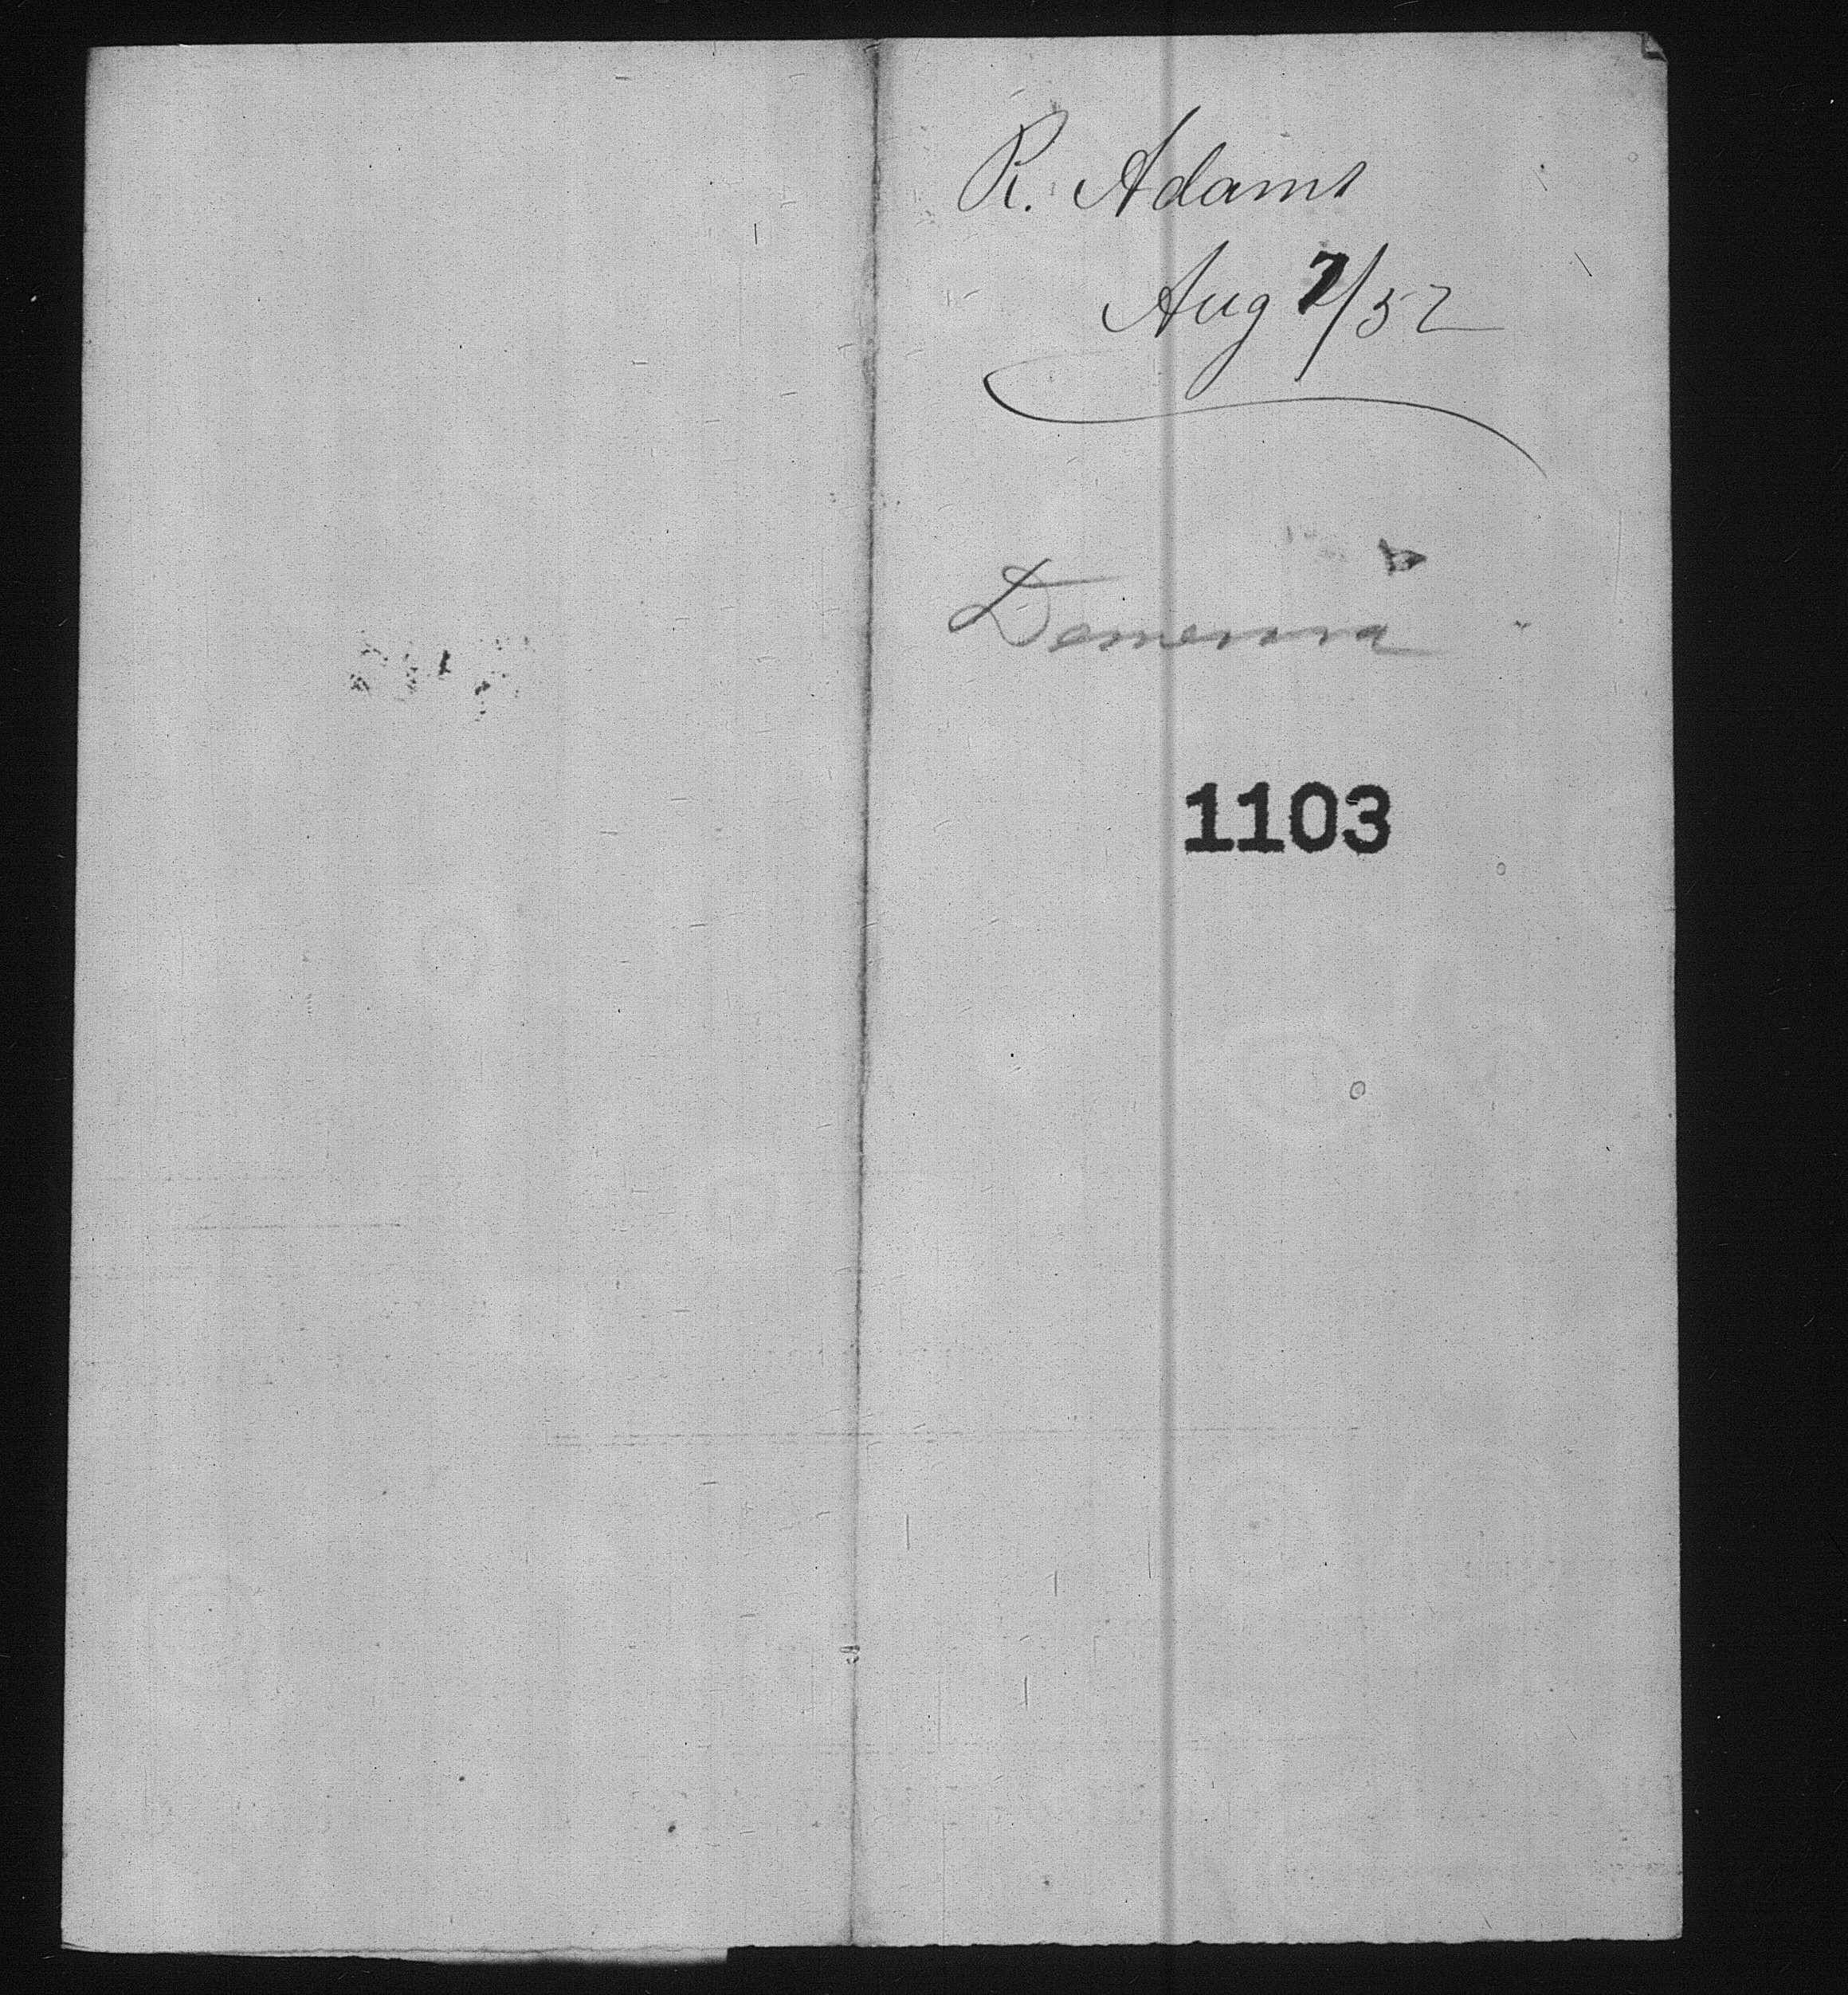 R. Adams
Aug 7/52
Demerara
1103